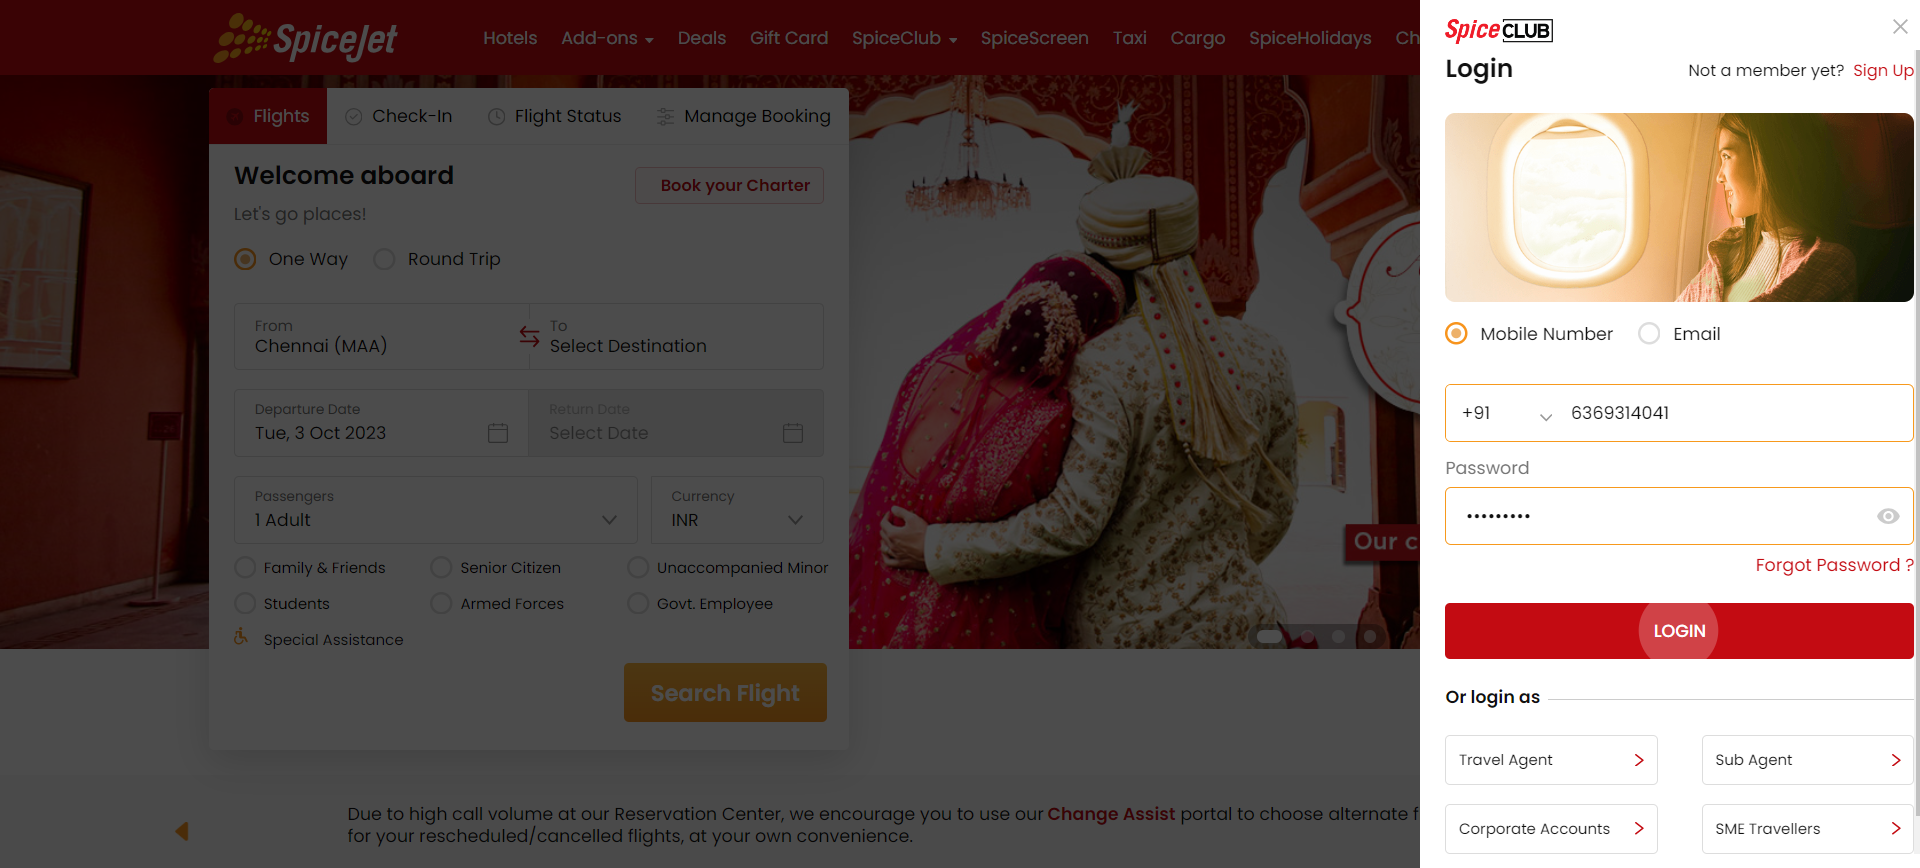 SpiceJet
Hotels Add-ons Deals Gift Card SpiceClub SpiceScreen Taxi Cargo SpiceHolidays Ch
Flights Check-In Flight Status Manage Booking
Welcome aboard
Book your Charter
Let's go places!
One Way Round Trip
From
Chennai (MAA)
To
Select Destination
Departure Date
Tue, 3 Oct 2023
Return Date
Select Date
Passengers
1 Adult
Currency
INR
Family & Friends Senior Citizen Unaccompanied Minor
Students Armed Forces Govt. Employee
Special Assistance
Search Flight
Our c
Due to high call volume at our Reservation Center, we encourage you to use our Change Assist portal to choose alternate f
for your rescheduled/cancelled flights, at your own convenience.
SpiceCLUB
Login
Not a member yet? Sign Up
Mobile Number Email
+91 6369314041
Password
•••••••••
Forgot Password ?
LOGIN
Or login as
Travel Agent Sub Agent
Corporate Accounts SME Travellers